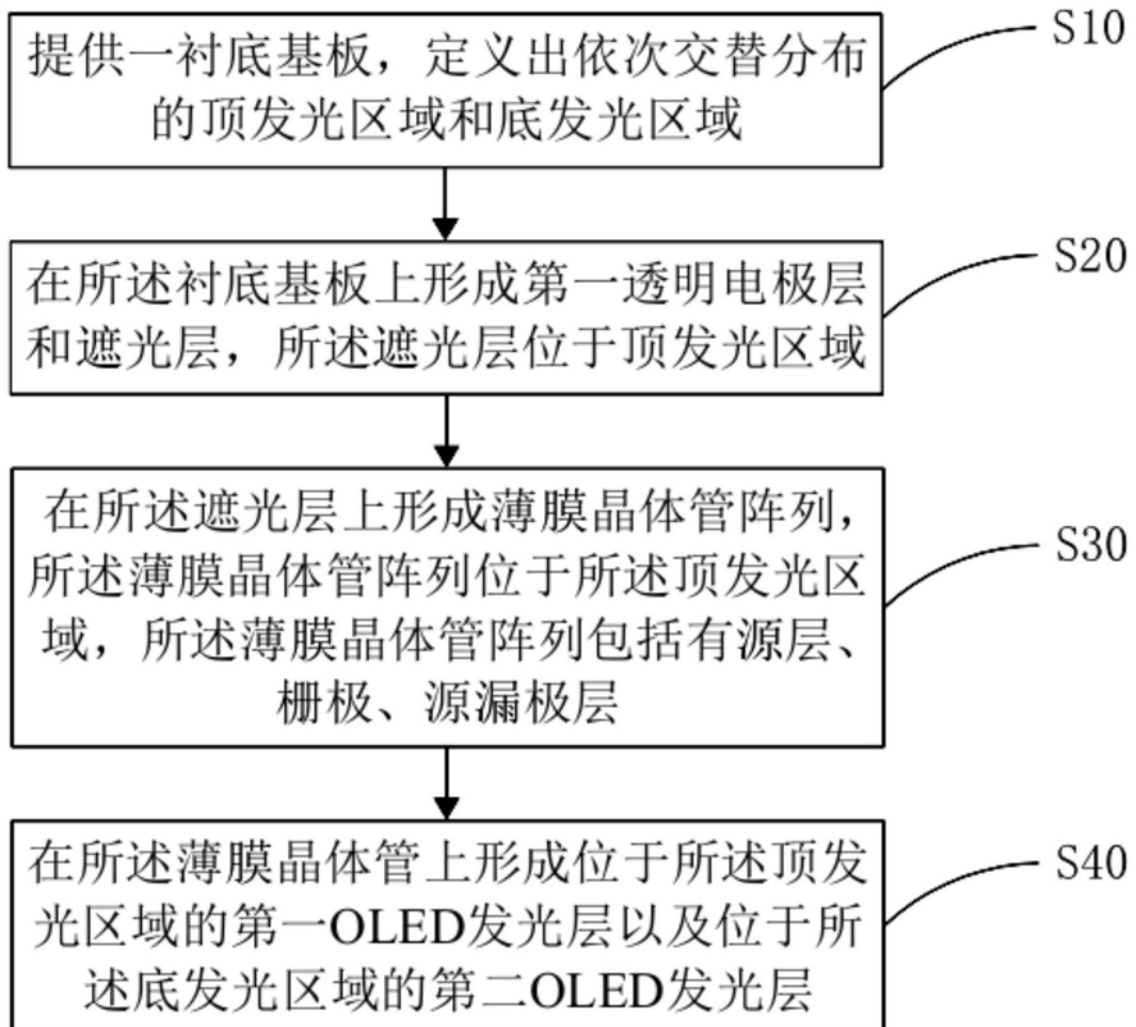 提供一衬底基板，定义出依次交替分布
的顶发光区域和底发光区域
S10
在所述衬底基板上形成第一透明电极层
和遮光层，所述遮光层位于顶发光区域
S20
在所述遮光层上形成薄膜晶体管阵列，
所述薄膜晶体管阵列位于所述顶发光区
域，所述薄膜晶体管阵列包括有源层、
栅极、源漏极层
S30
在所述薄膜晶体管上形成位于所述顶发
光区域的第一OLED发光层以及位于所
述底发光区域的第二OLED发光层
S40